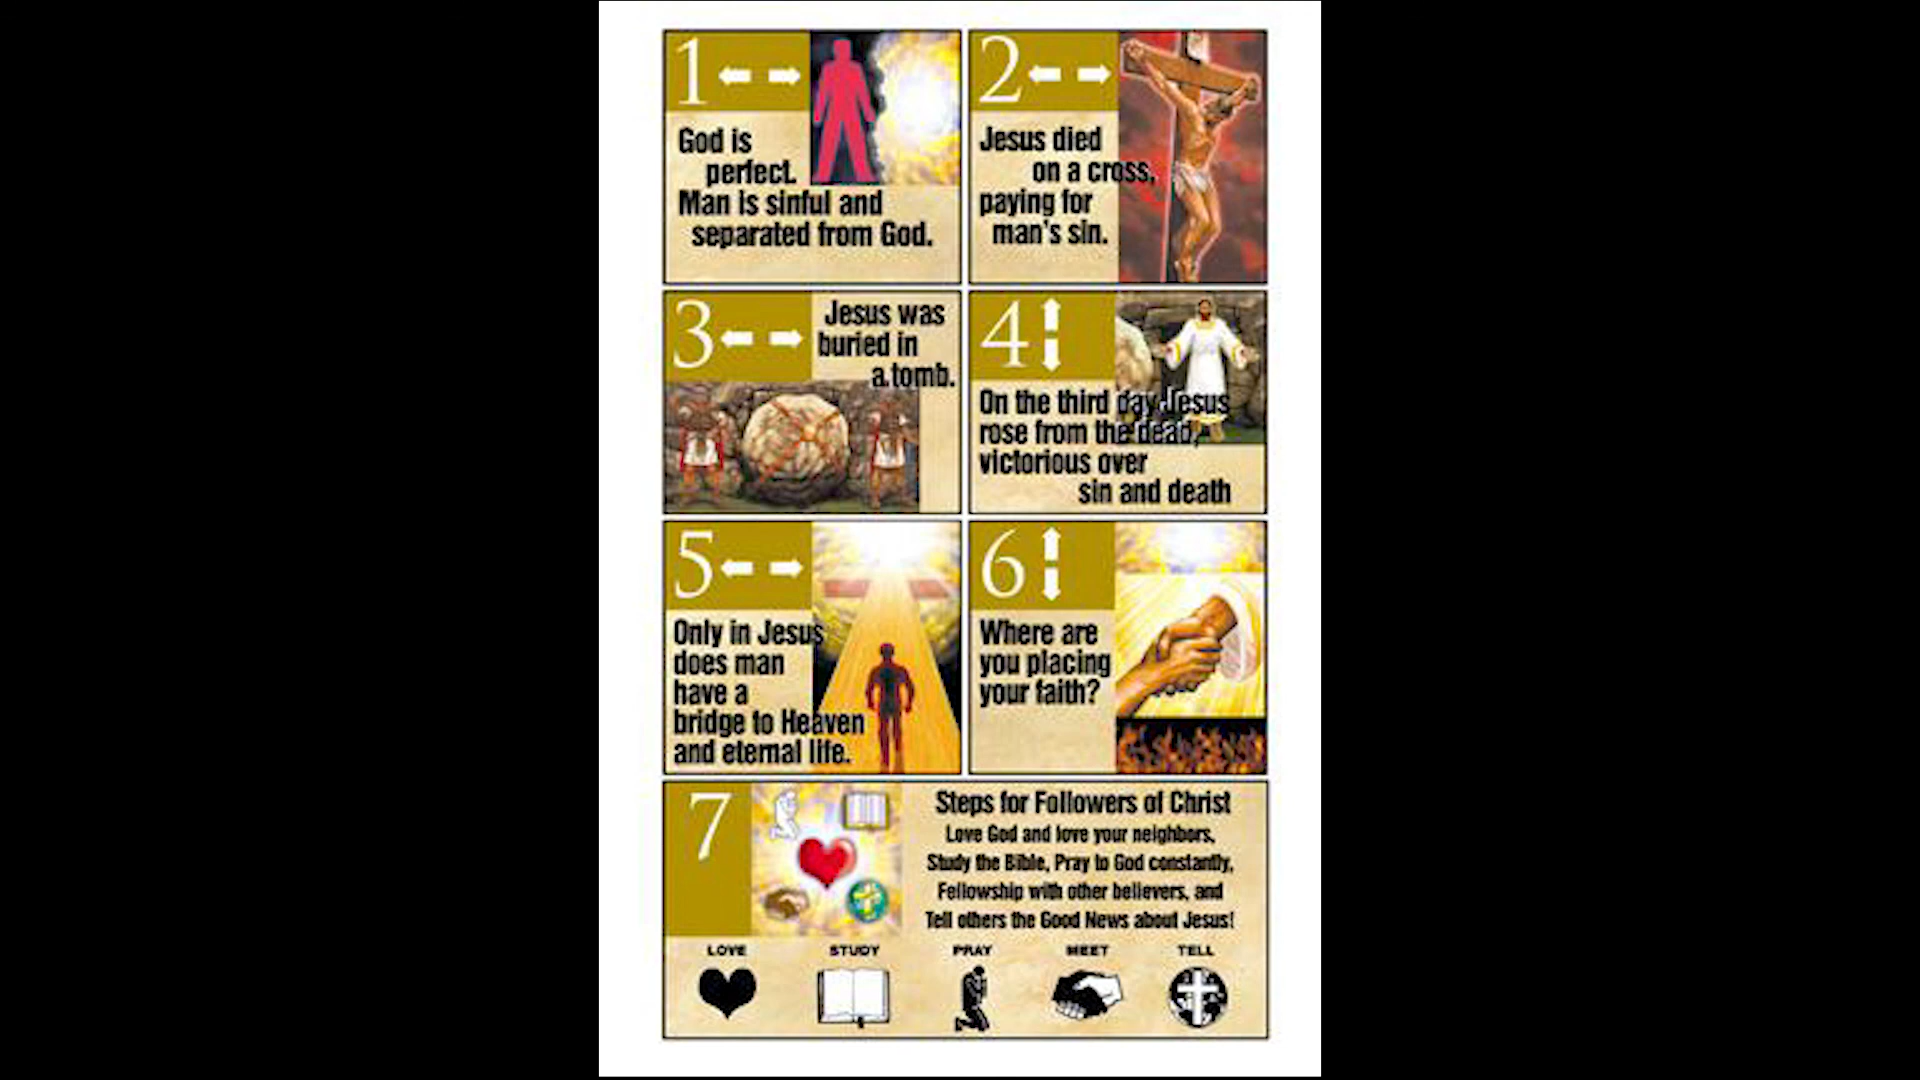 1
God is
perfect.
Man is sinful and
separated from God.
2
Jesus died
on a cross,
paying for
man's sin.
3
Jesus was
buried in
a tomb.
4
On the third day Jesus
rose from the dead,
victorious over
sin and death
5
Only in Jesus
does man
have a
bridge to Heaven
and eternal life.
6
Where are
you placing
your faith?
7
Steps for Followers of Christ
Love God and love your neighbors,
Study the Bible, Pray to God constantly,
Fellowship with other believers, and
Tell others the Good News about Jesus!
LOVE STUDY PRAY MEET TELL